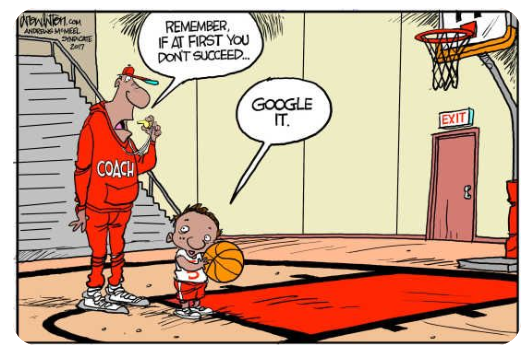 ANDREWS McMEEL
SYNDICATE
2017
REMEMBER,
IF AT FIRST YOU
DON'T SUCCEED...
GOOGLE
IT.
EXIT
COACH